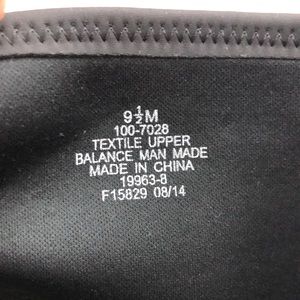 9½M
100-7028
TEXTILE UPPER
BALANCE MAN MADE
MADE IN CHINA
19963-8
F15829 08/14